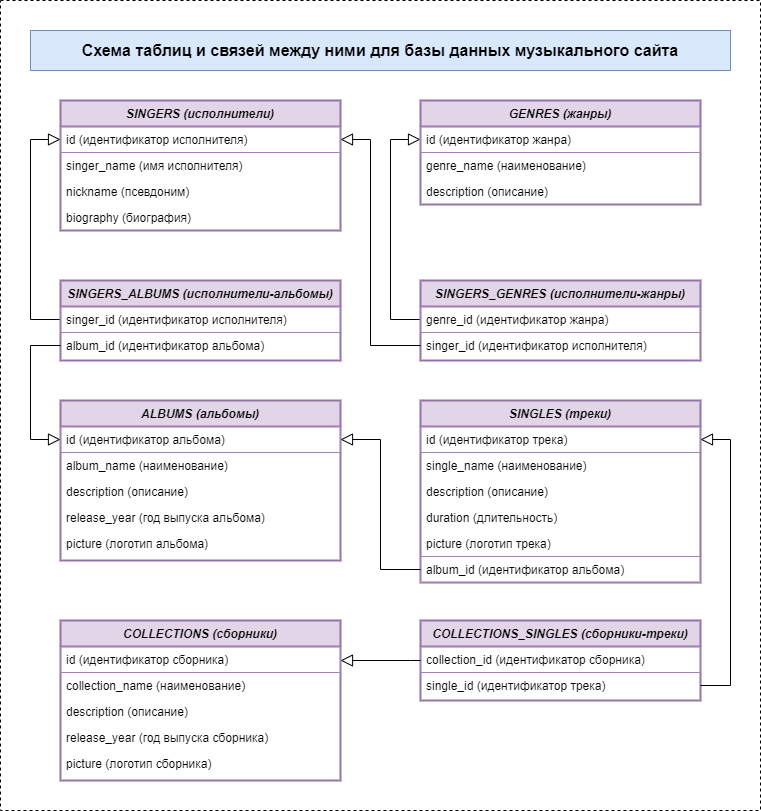 Схема таблиц и связей между ними для базы данных музыкального сайта
SINGERS (исполнители)
id (идентификатор исполнителя)
singer_name (имя исполнителя)
nickname (псевдоним)
biography (биография)
GENRES (жанры)
id (идентификатор жанра)
genre_name (наименование)
description (описание)
SINGERS_ALBUMS (исполнители-альбомы)
singer_id (идентификатор исполнителя)
album_id (идентификатор альбома)
SINGERS_GENRES (исполнители-жанры)
genre_id (идентификатор жанра)
singer_id (идентификатор исполнителя)
ALBUMS (альбомы)
id (идентификатор альбома)
album_name (наименование)
description (описание)
release_year (год выпуска альбома)
picture (логотип альбома)
SINGLES (треки)
id (идентификатор трека)
single_name (наименование)
description (описание)
duration (длительность)
picture (логотип трека)
album_id (идентификатор альбома)
COLLECTIONS (сборники)
id (идентификатор сборника)
collection_name (наименование)
description (описание)
release_year (год выпуска сборника)
picture (логотип сборника)
COLLECTIONS_SINGLES (сборники-треки)
collection_id (идентификатор сборника)
single_id (идентификатор трека)